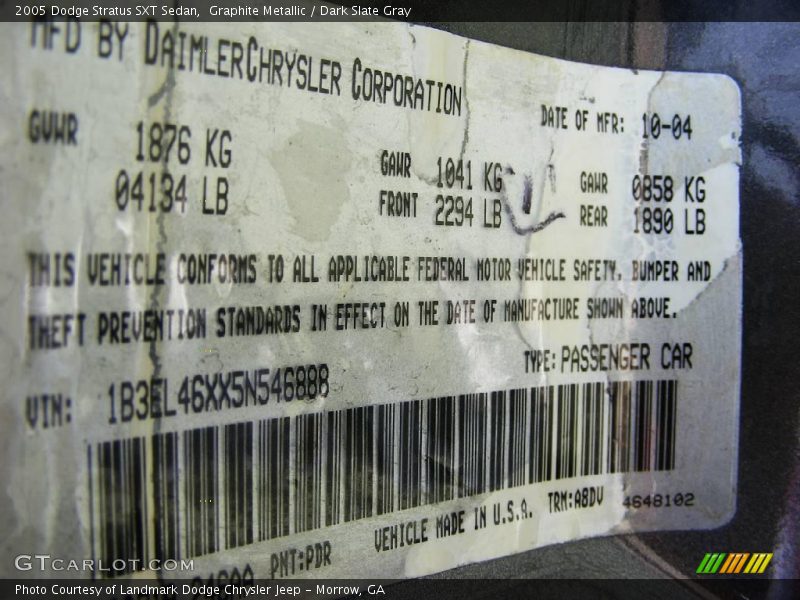 2005 Dodge Stratus SXT Sedan,  Graphite Metallic / Dark Slate Gray
MFD BY DAIMLERCHRYSLER CORPORATION
DATE OF MFR: 10-04
GVWR 1876 KG
04134 LB
GAWR 1041 KG
FRONT 2294 LB
GAWR 0858 KG
REAR 1890 LB
THIS VEHICLE CONFORMS TO ALL APPLICABLE FEDERAL MOTOR VEHICLE SAFETY, BUMPER AND
THEFT PREVENTION STANDARDS IN EFFECT ON THE DATE OF MANUFACTURE SHOWN ABOVE.
TYPE: PASSENGER CAR
VIN: 1B3EL46XX5N546888
VEHICLE MADE IN U.S.A. TRM:A8DV 4648102
PNT:PDR
GTCARLOT.COM
Photo Courtesy of Landmark Dodge Chrysler Jeep – Morrow, GA